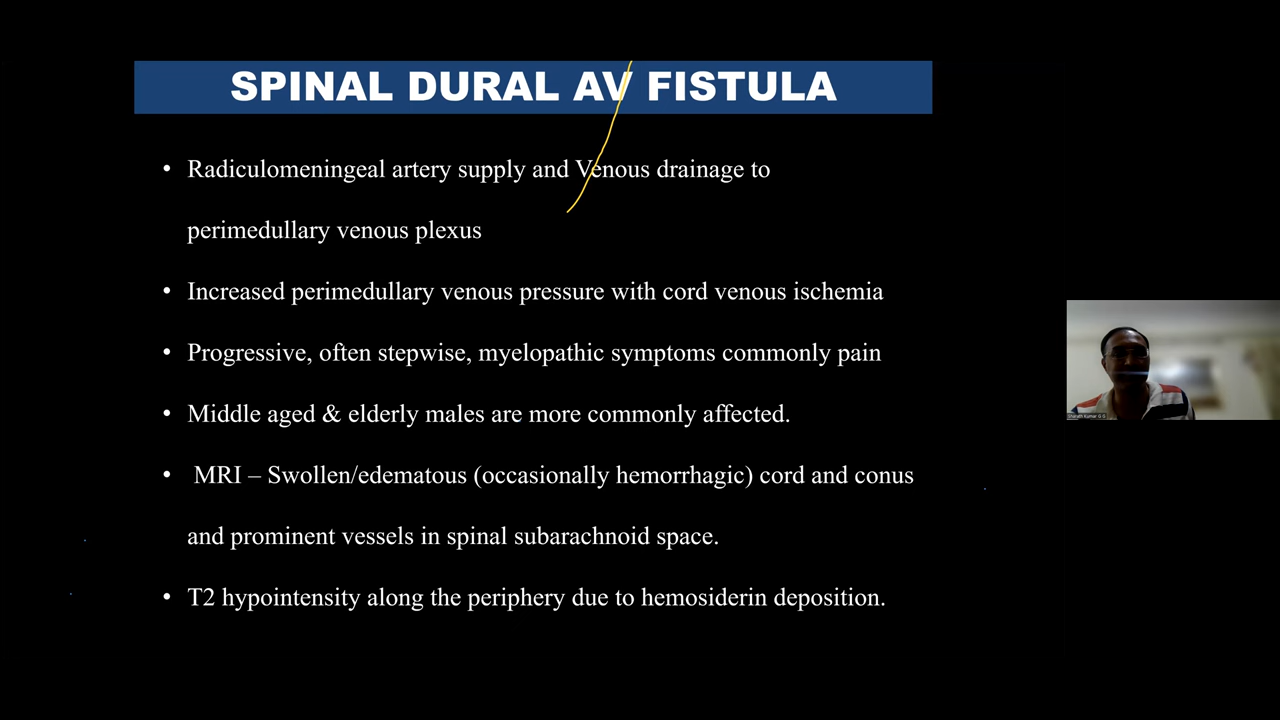 SPINAL DURAL AV FISTULA
• Radiculomeningeal artery supply and Venous drainage to
perimedullary venous plexus
• Increased perimedullary venous pressure with cord venous ischemia
• Progressive, often stepwise, myelopathic symptoms commonly pain
• Middle aged & elderly males are more commonly affected.
• MRI – Swollen/edematous (occasionally hemorrhagic) cord and conus
and prominent vessels in spinal subarachnoid space.
• T2 hypointensity along the periphery due to hemosiderin deposition.
Sharath Kumar G G